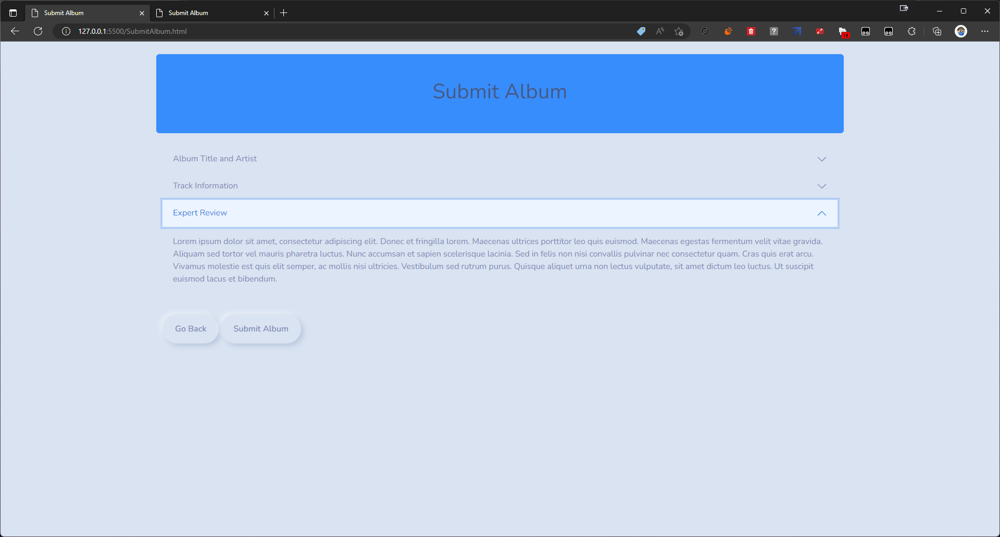 Submit Album
Submit Album
127.0.0.1:5500/SubmitAlbum.html
13
Submit Album
Album Title and Artist
Track Information
Expert Review
Lorem ipsum dolor sit amet, consectetur adipiscing elit. Donec et fringilla lorem. Maecenas ultrices porttitor leo quis euismod. Maecenas egestas fermentum velit vitae gravida.
Aliquam sed tortor vel mauris pharetra luctus. Nunc accumsan et sapien scelerisque lacinia. Sed in felis non nisi convallis pulvinar nec consectetur quam. Cras quis erat arcu.
Vivamus molestie est quis elit semper, ac mollis nisi ultricies. Vestibulum sed rutrum purus. Quisque aliquet urna non lectus vulputate, sit amet dictum leo luctus. Ut suscipit
euismod lacus et bibendum.
Go Back
Submit Album